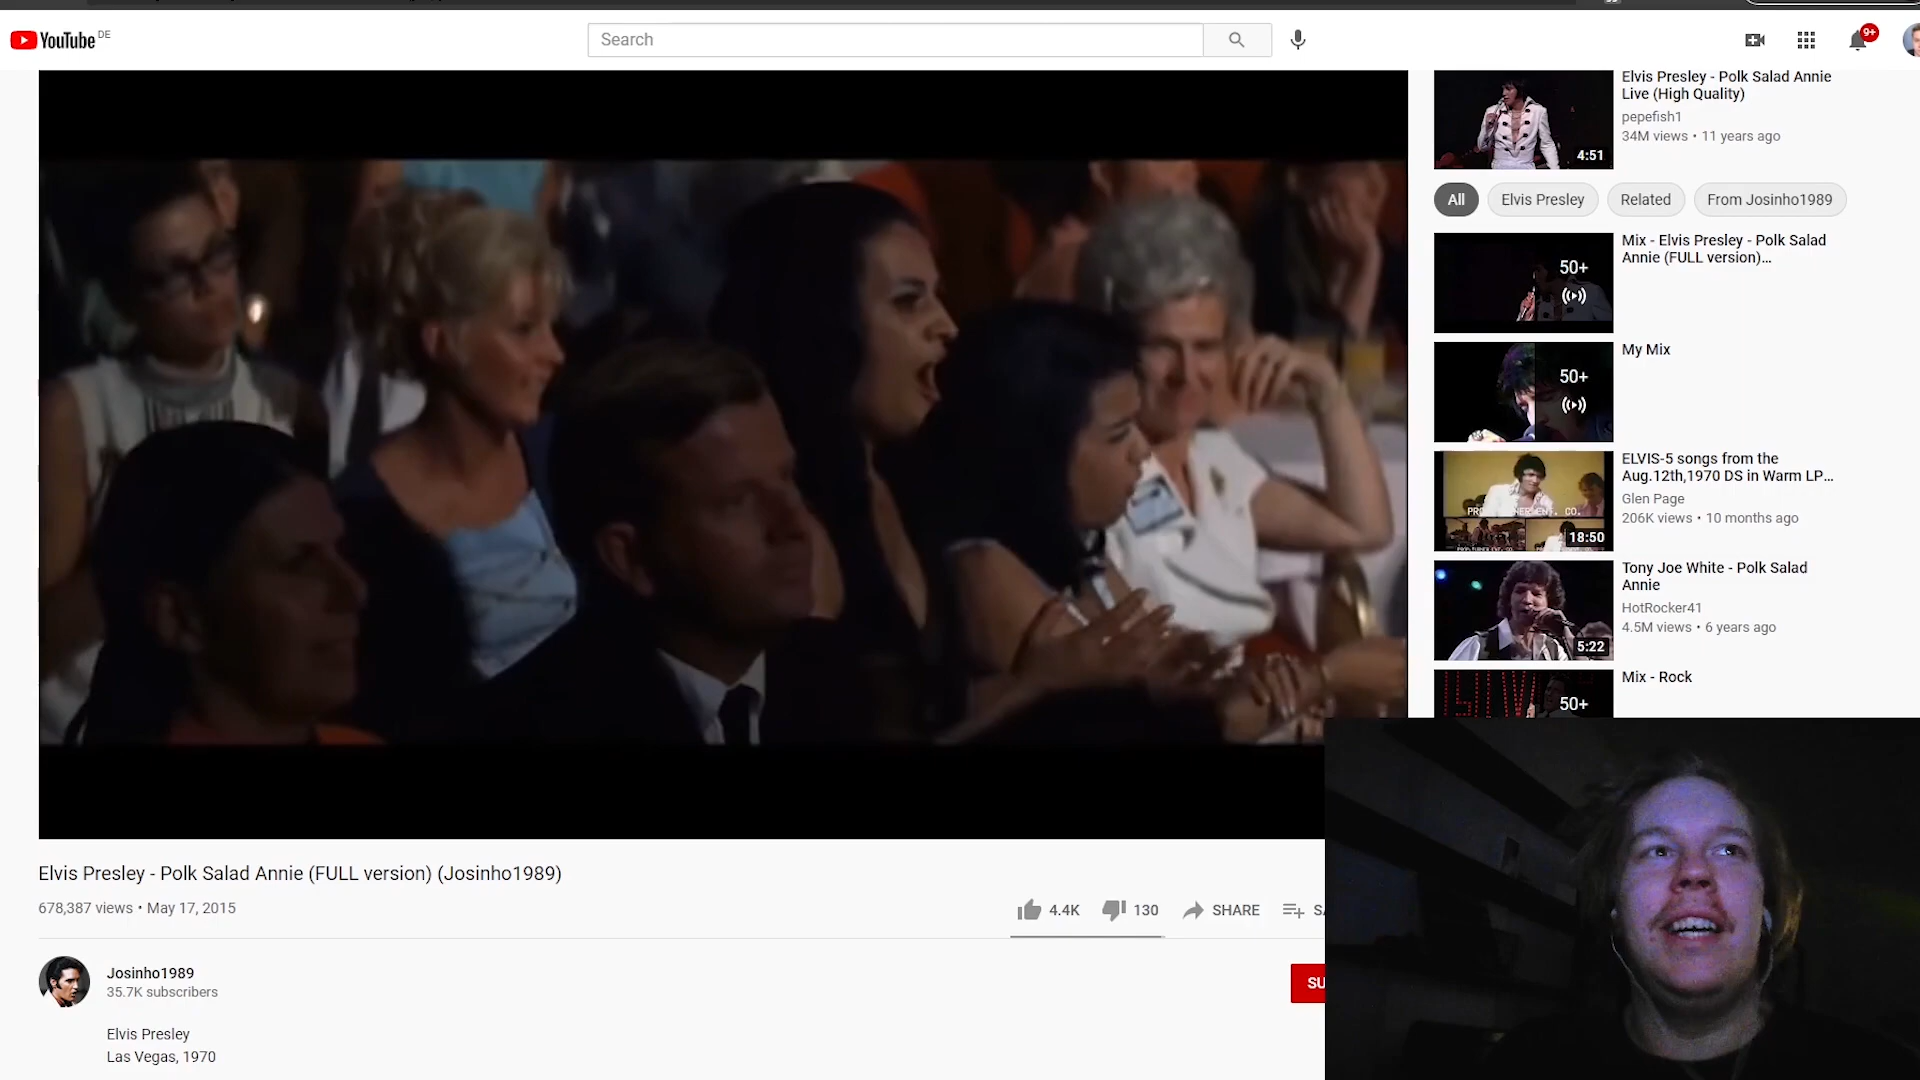 YouTube DE
Search
9+
Elvis Presley - Polk Salad Annie
Live (High Quality)
pepefish1
34M views • 11 years ago
4:51
All
Elvis Presley
Related
From Josinho1989
Mix - Elvis Presley - Polk Salad
Annie (FULL version)...
50+
My Mix
50+
ELVIS-5 songs from the
Aug.12th,1970 DS in Warm LP...
Glen Page
206K views • 10 months ago
18:50
Tony Joe White - Polk Salad
Annie
HotRocker41
4.5M views • 6 years ago
5:22
Mix - Rock
50+
Elvis Presley - Polk Salad Annie (FULL version) (Josinho1989)
678,387 views • May 17, 2015
4.4K
130
SHARE
SA
Josinho1989
35.7K subscribers
SU
Elvis Presley
Las Vegas, 1970